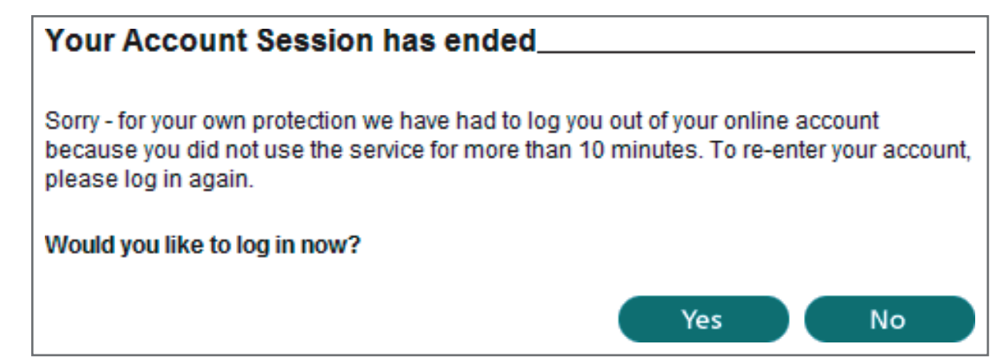 Your Account Session has ended
Sorry - for your own protection we have had to log you out of your online account
because you did not use the service for more than 10 minutes. To re-enter your account,
please log in again.
Would you like to log in now?
Yes No